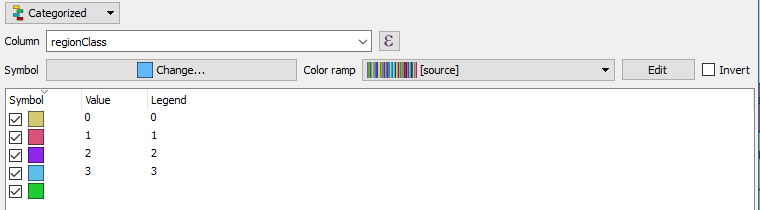 Categorized
Column regionClass ε
Symbol Change... Color ramp [source] Edit Invert
Symbol Value Legend
0 0
1 1
2 2
3 3